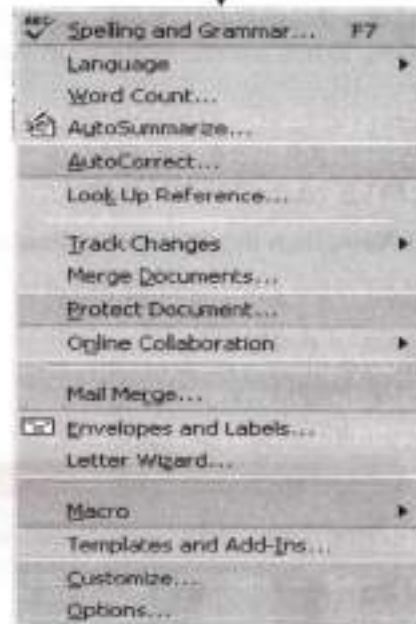 ABC Spelling and Grammar... F7
Language
Word Count...
AutoSummarize...
AutoCorrect...
Look Up Reference...
Track Changes
Merge Documents...
Protect Document...
Online Collaboration
Mail Merge...
Envelopes and Labels...
Letter Wizard...
Macro
Templates and Add-Ins...
Customize...
Options...